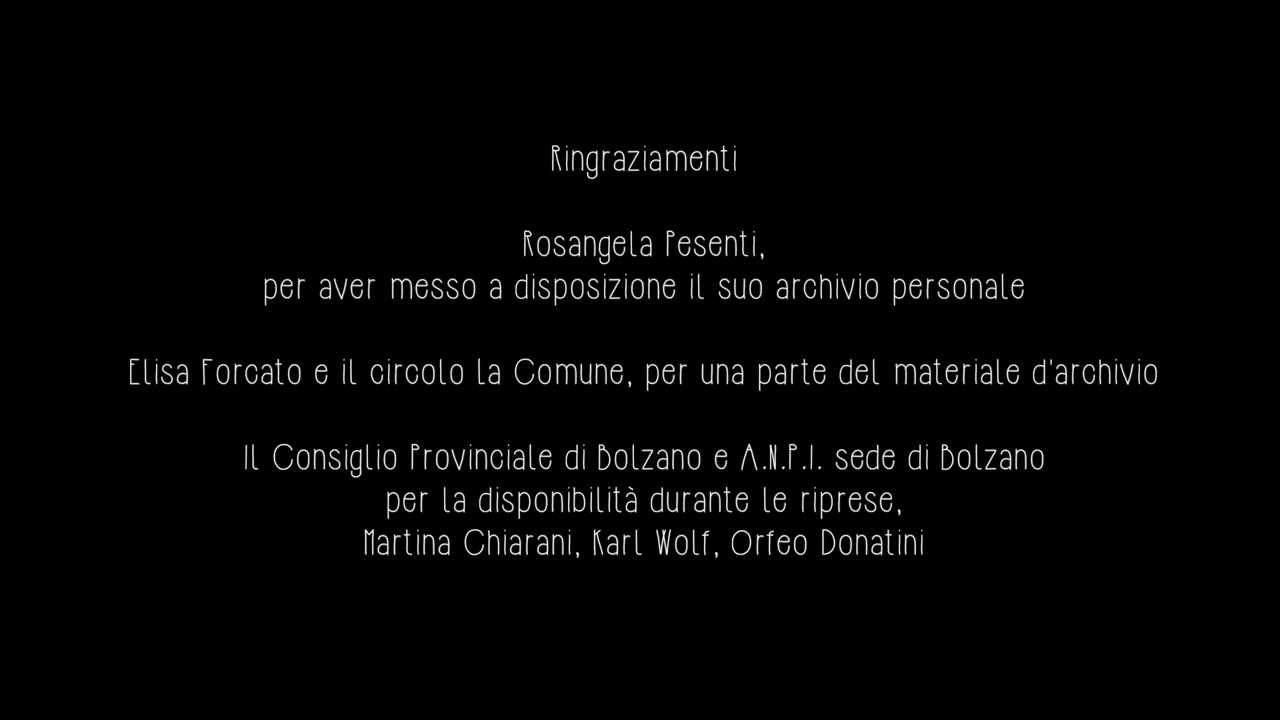 Ringraziamenti
Rosangela Pesenti,
per aver messo a disposizione il suo archivio personale
Elisa Forcato e il circolo La Comune, per una parte del materiale d'archivio
Il Consiglio Provinciale di Bolzano e A.N.P.I. sede di Bolzano
per la disponibilità durante le riprese,
Martina Chiarani, Karl Wolf, Orfeo Donatini